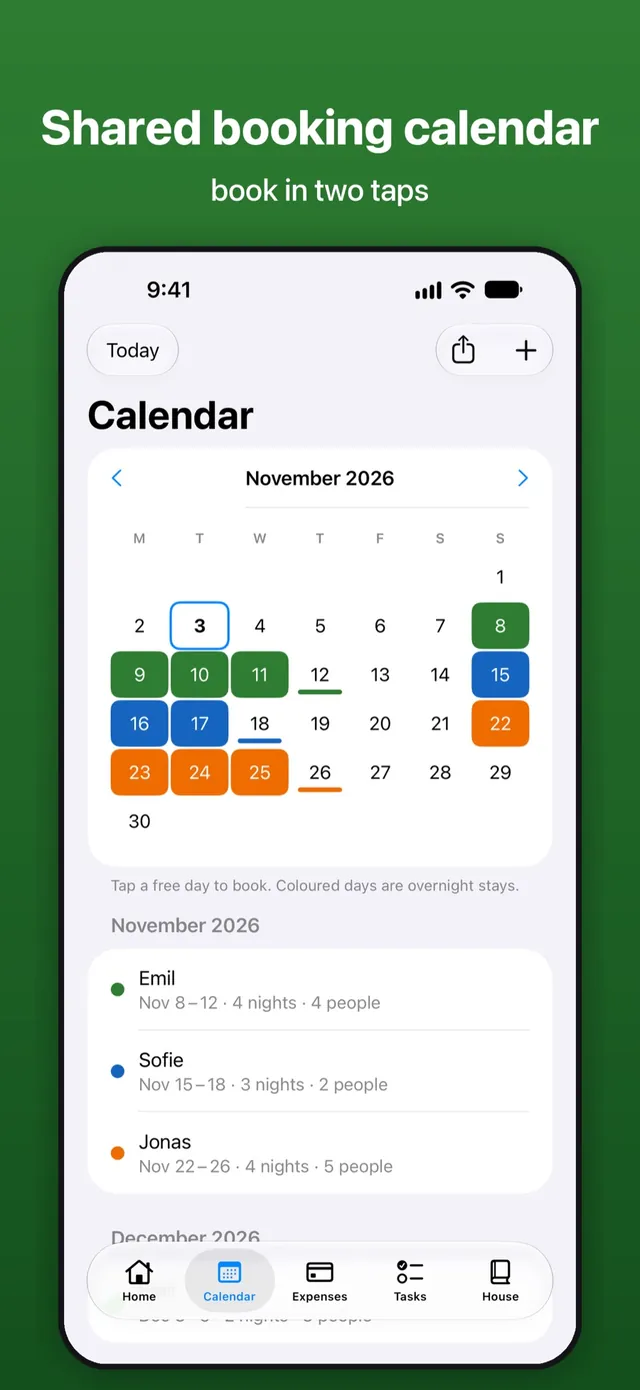 Shared booking calendar
book in two taps
9:41
Today
Calendar
November 2026
M T W T F S S
1
2 3 4 5 6 7 8
9 10 11 12 13 14 15
16 17 18 19 20 21 22
23 24 25 26 27 28 29
30
Tap a free day to book. Coloured days are overnight stays.
November 2026
Emil
Nov 8–12 · 4 nights · 4 people
Sofie
Nov 15–18 · 3 nights · 2 people
Jonas
Nov 22–26 · 4 nights · 5 people
December 2026
Home Calendar Expenses Tasks House